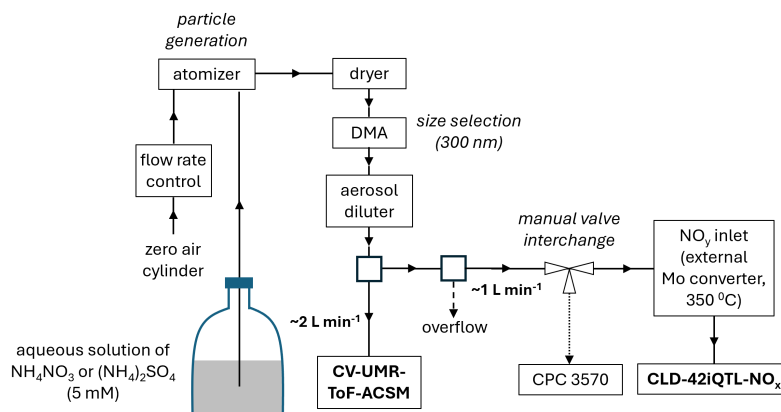 particle
generation
atomizer
dryer
DMA
size selection
(300 nm)
flow rate
control
aerosol
diluter
zero air
cylinder
manual valve
interchange
NOy inlet
(external
Mo converter,
350 ⁰C)
~2 L min⁻¹
~1 L min⁻¹
overflow
aqueous solution of
NH₄NO₃ or (NH₄)₂SO₄
(5 mM)
CV-UMR-
ToF-ACSM
CPC 3570
CLD-42iQTL-NOₓ